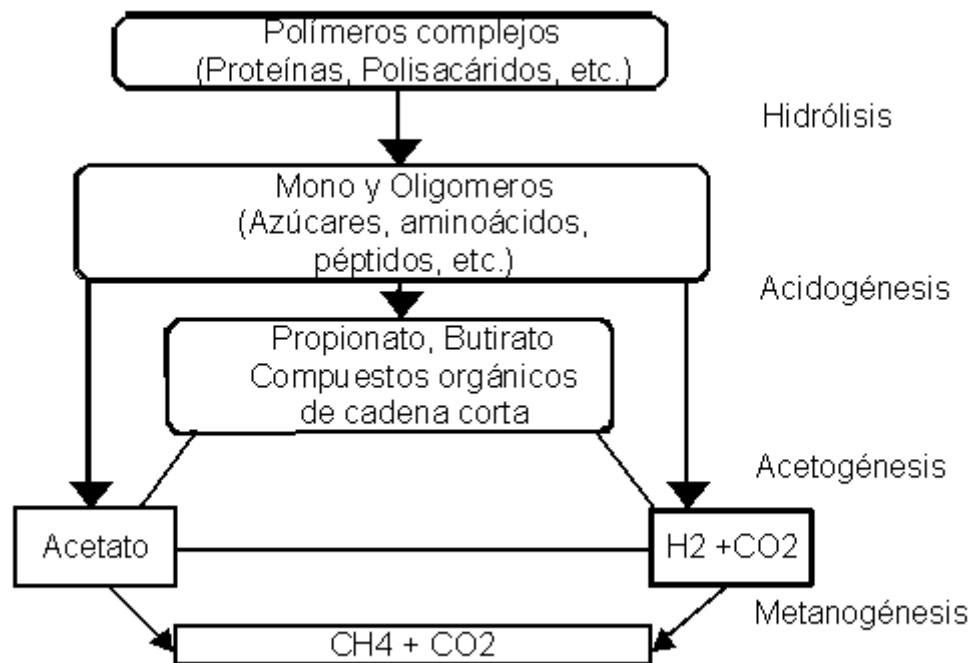 Polímeros complejos
(Proteínas, Polisacáridos, etc.)
Hidrólisis
Mono y Oligomeros
(Azúcares, aminoácidos,
péptidos, etc.)
Acidogénesis
Propionato, Butirato
Compuestos orgánicos
de cadena corta
Acetogénesis
Acetato
H2 +CO2
Metanogénesis
CH4 + CO2